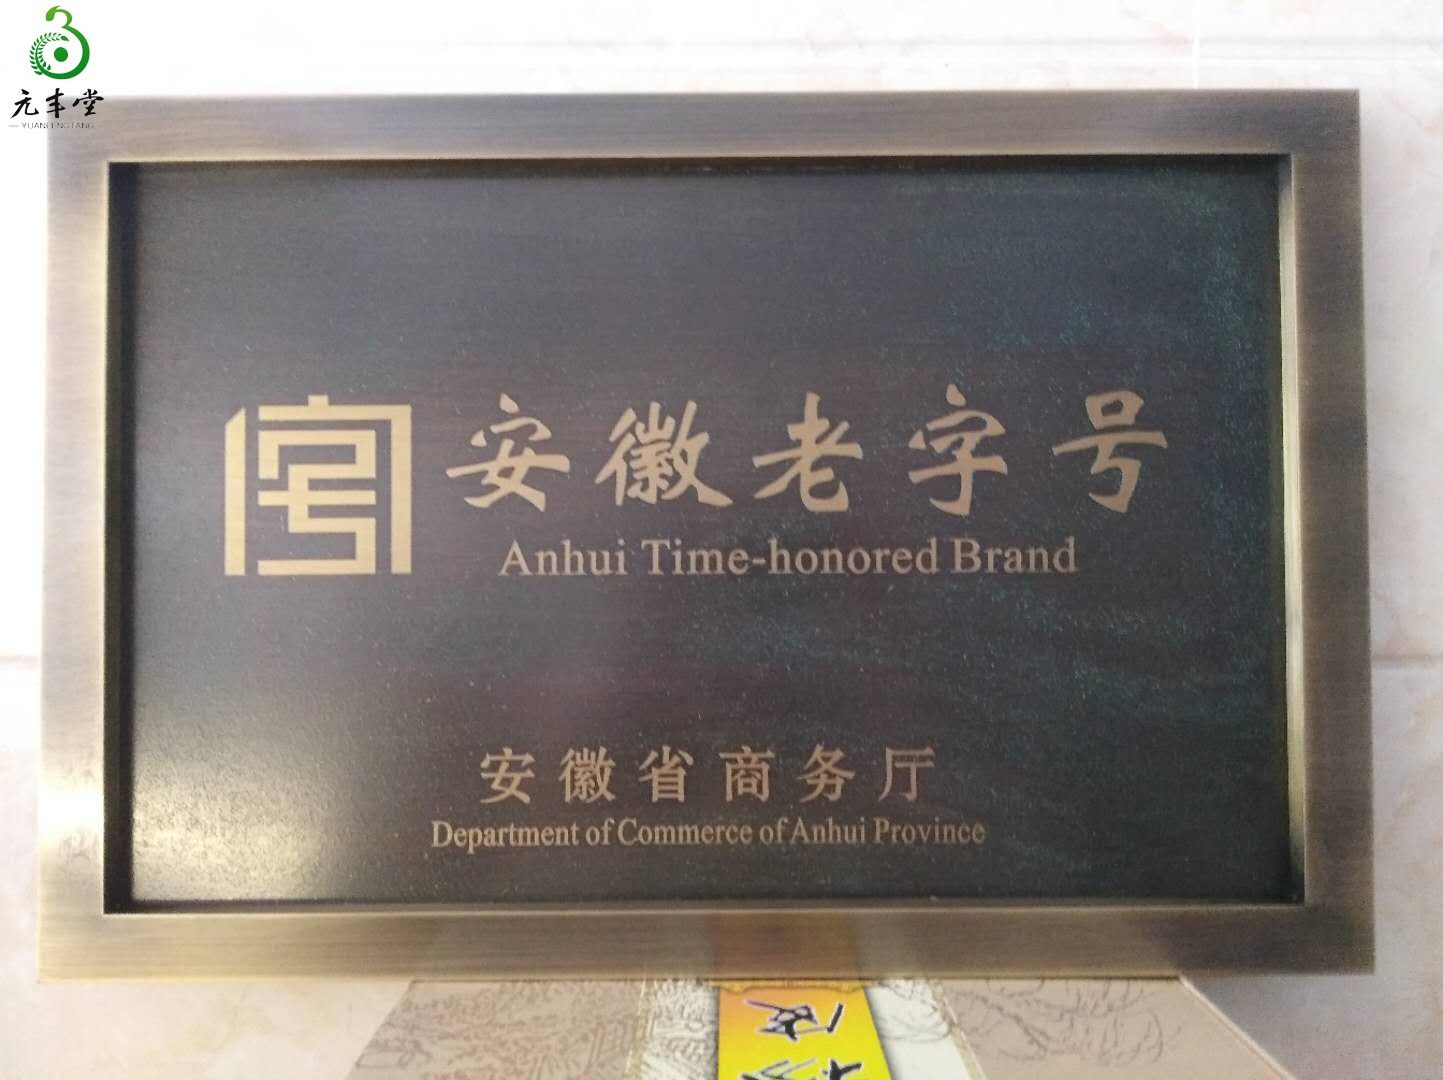 元丰堂
YUANFENGTANG
安徽老字号
Anhui Time-honored Brand
安徽省商务厅
Department of Commerce of Anhui Province
皮